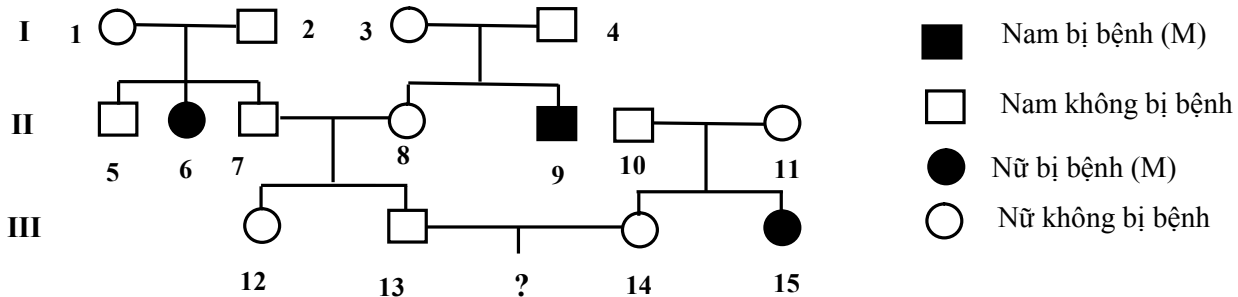 I 1 2 3 4
Nam bị bệnh (M)
II
Nam không bị bệnh
5 6 7 8 9 10 11
Nữ bị bệnh (M)
III
Nữ không bị bệnh
12 13 ? 14 15